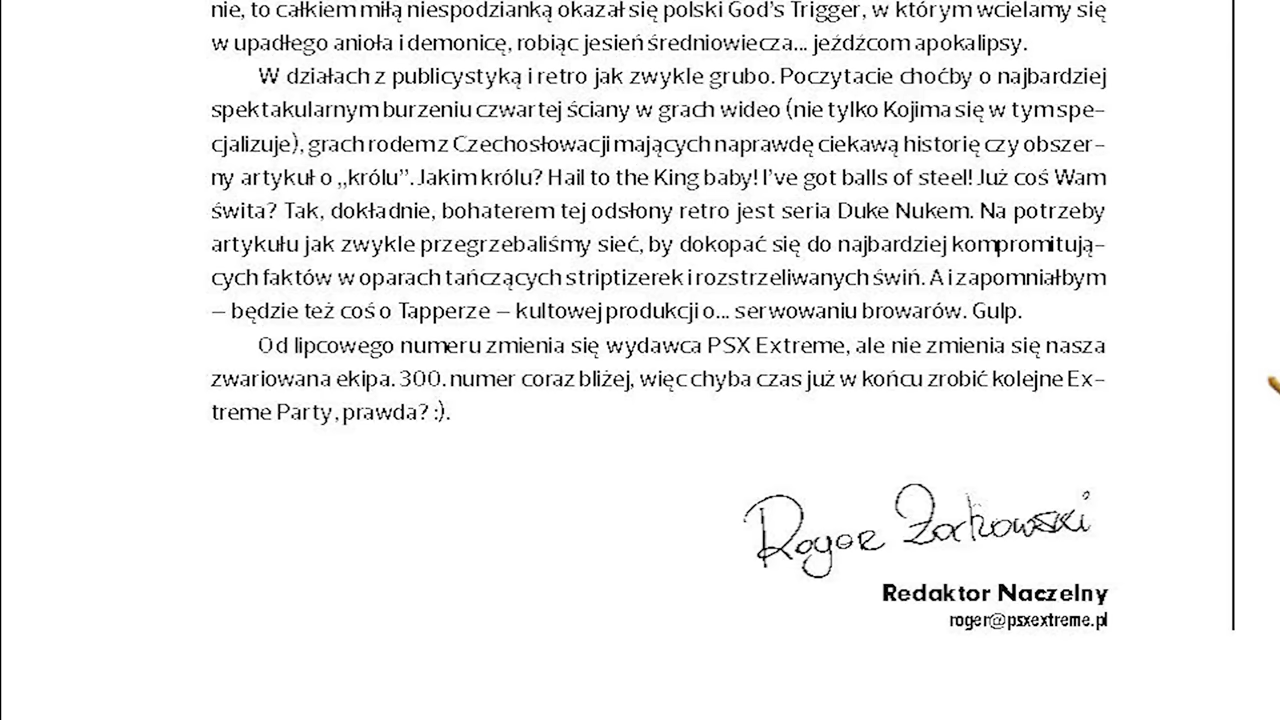 nie, to całkiem miłą niespodzianką okazał się polski God's Trigger, w którym wcielamy się
w upadłego anioła i demonicę, robiąc jesień średniowiecza... jeźdźcom apokalipsy.
W działach z publicystyką i retro jak zwykle grubo. Poczytacie choćby o najbardziej
spektakularnym burzeniu czwartej ściany w grach wideo (nie tylko Kojima się w tym spe-
cjalizuje), grach rodem z Czechosłowacji mających naprawdę ciekawą historię czy obszer-
ny artykuł o „królu”. Jakim królu? Hail to the King baby! I've got balls of steel! Już coś Wam
świta? Tak, dokładnie, bohaterem tej odsłony retro jest seria Duke Nukem. Na potrzeby
artykułu jak zwykle przegrzebaliśmy sieć, by dokopać się do najbardziej kompromitują-
cych faktów w oparach tańczących striptizerek i rozstrzeliwanych świń. A i zapomniałbym
– będzie też coś o Tapperze – kultowej produkcji o... serwowaniu browarów. Gulp.
Od lipcowego numeru zmienia się wydawca PSX Extreme, ale nie zmienia się nasza
zwariowana ekipa. 300. numer coraz bliżej, więc chyba czas już w końcu zrobić kolejne Ex-
treme Party, prawda? :).
Roger Żochowski
Redaktor Naczelny
roger@psxextreme.pl